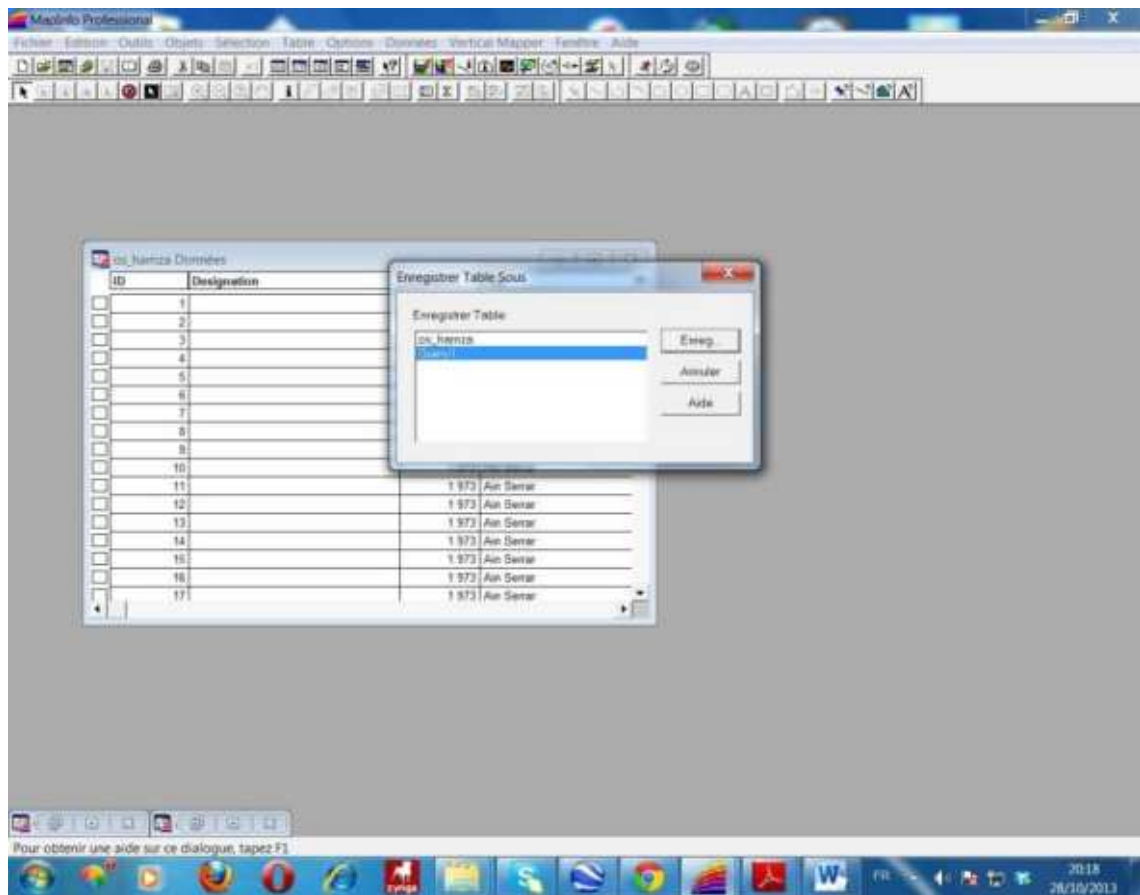 MapInfo Professional
Fichier Edition Outils Objets Sélection Table Options Données Vertical Mapper Fenêtre Aide
os_hamza Données
ID Designation
1
2
3
4
5
6
7
8
9
10
11 1 973 Ain Serrar
12 1 973 Ain Serrar
13 1 973 Ain Serrar
14 1 973 Ain Serrar
15 1 973 Ain Serrar
16 1 973 Ain Serrar
17 1 973 Ain Serrar
Enregistrer Table Sous
Enregistrer Table
os_hamza
Query1
Enreg...
Annuler
Aide
Pour obtenir une aide sur ce dialogue, tapez F1
zynga
W
FR
20:18
28/10/2013